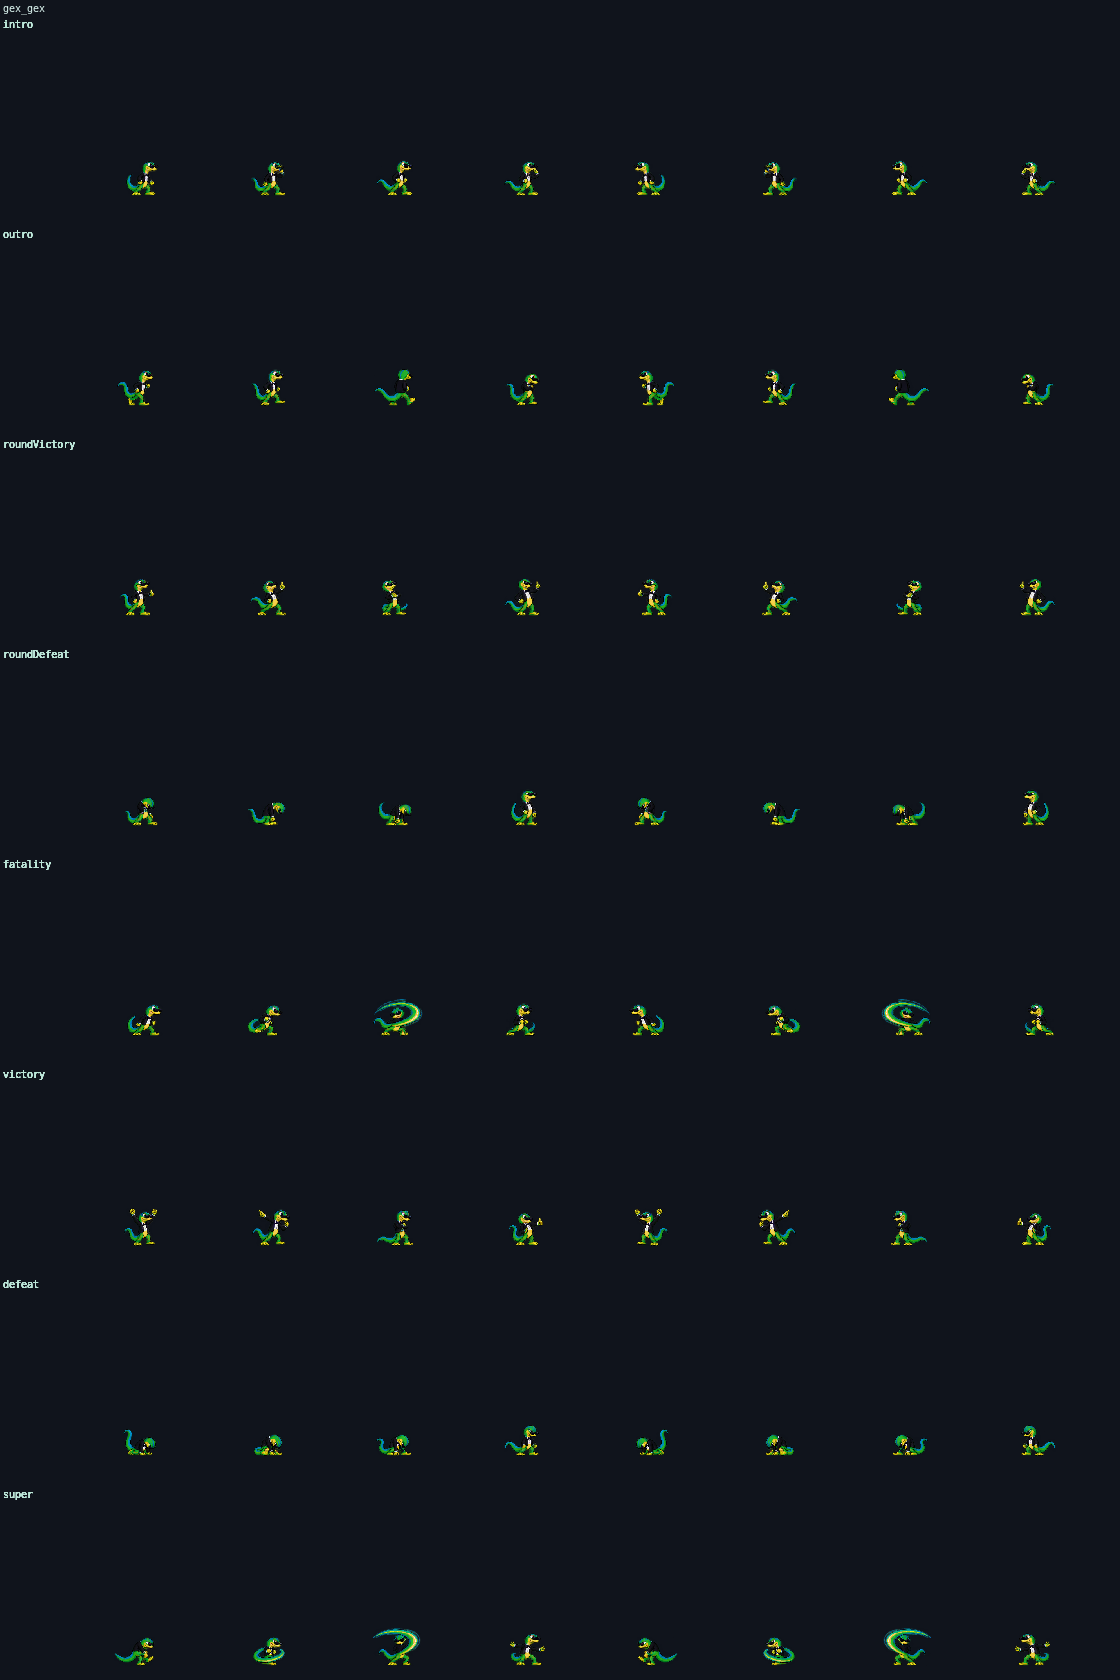 gex_gex
intro
outro
roundVictory
roundDefeat
fatality
victory
defeat
super